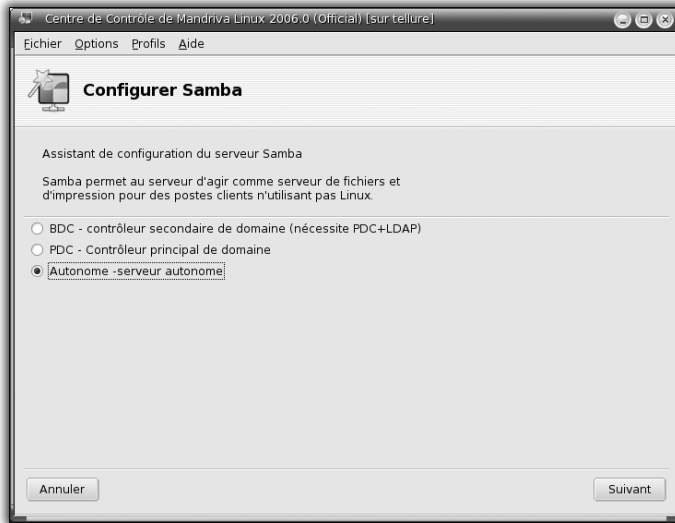 Centre de Contrôle de Mandriva Linux 2006.0 (Official) [sur tellure]
Fichier Options Profils Aide
Configurer Samba
Assistant de configuration du serveur Samba
Samba permet au serveur d'agir comme serveur de fichiers et
d'impression pour des postes clients n'utilisant pas Linux.
BDC - contrôleur secondaire de domaine (nécessite PDC+LDAP)
PDC - Contrôleur principal de domaine
Autonome -serveur autonome
Annuler Suivant